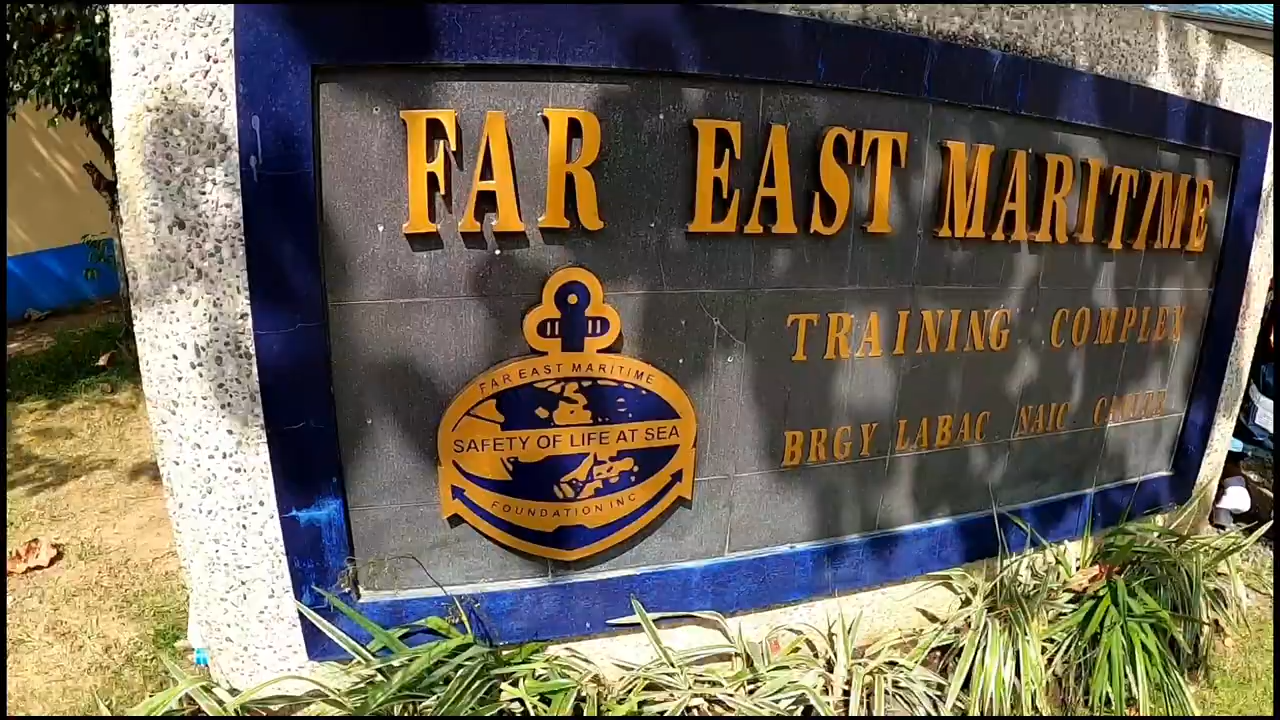 FAR EAST MARITIME
TRAINING COMPLEX
BRGY LABAC NAIC CAVITE
FAR EAST MARITIME
SAFETY OF LIFE AT SEA
FOUNDATION INC